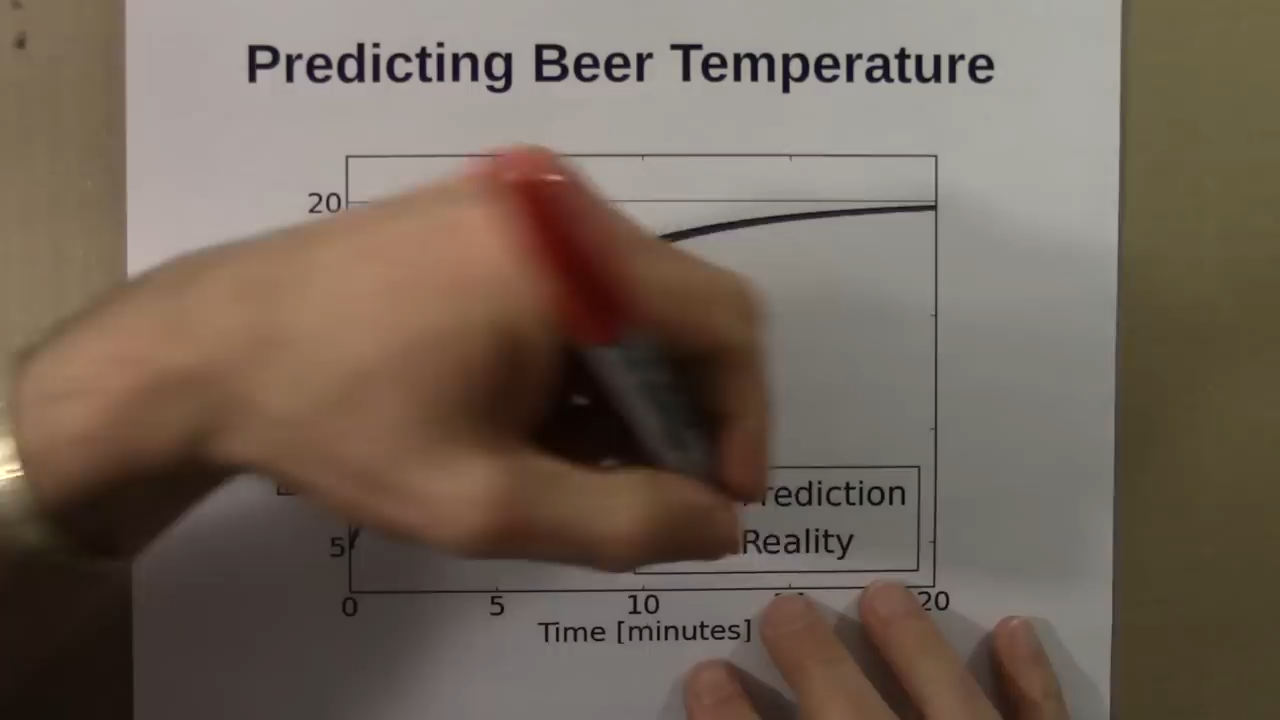 Predicting Beer Temperature
20
5
Prediction
Reality
0 5 10 20
Time [minutes]